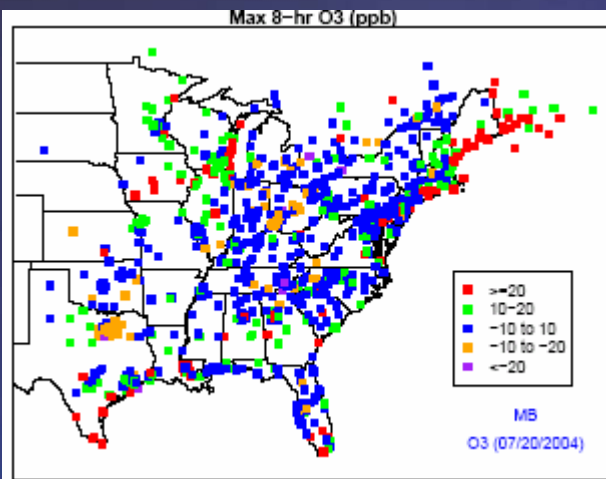 Max 8-hr O3 (ppb)
>=20
10-20
-10 to 10
-10 to -20
<-20
MB
O3 (07/20/2004)